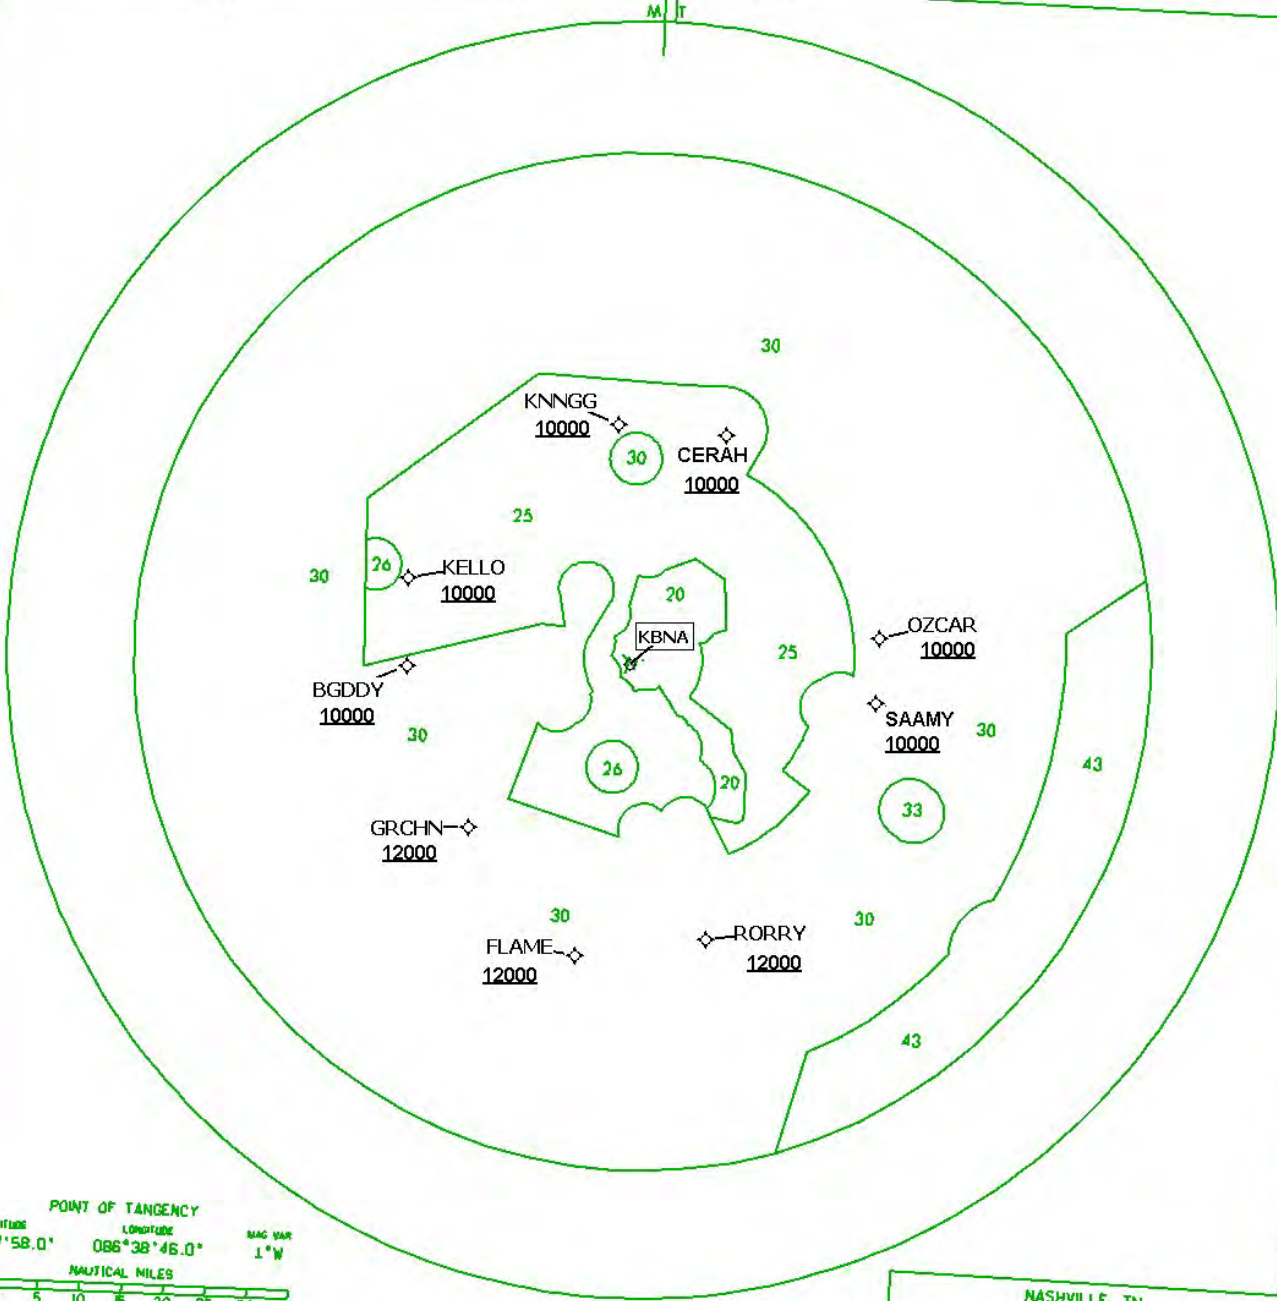 M T
30
KNNGG
10000
30
CERAH
10000
25
26
KELLO
10000
30
20
KBNA
OZCAR
10000
25
BGDDY
10000
SAAMY
10000
30
30
43
26
20
33
GRCHN
12000
30
30
FLAME
12000
RORRY
12000
43
POINT OF TANGENCY
LONGITUDE
MAG VAR
'58.0"
086°38'46.0"
1°W
NAUTICAL MILES
5 10
NASHVILLE, TN